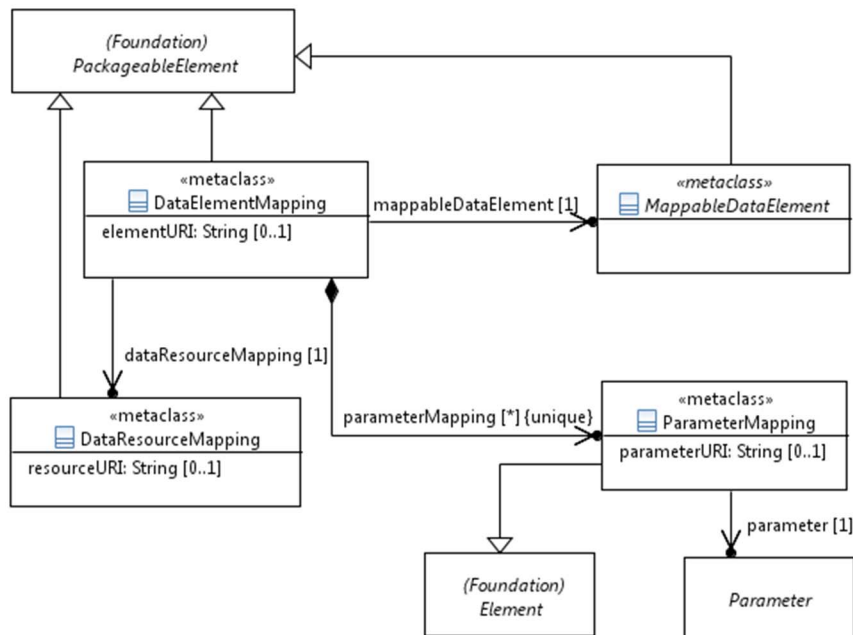 (Foundation)
PackageableElement
«metaclass»
DataElementMapping
elementURI: String [0..1]
mappableDataElement [1]
«metaclass»
MappableDataElement
dataResourceMapping [1]
«metaclass»
DataResourceMapping
resourceURI: String [0..1]
parameterMapping [*] {unique}
«metaclass»
ParameterMapping
parameterURI: String [0..1]
parameter [1]
(Foundation)
Element
Parameter